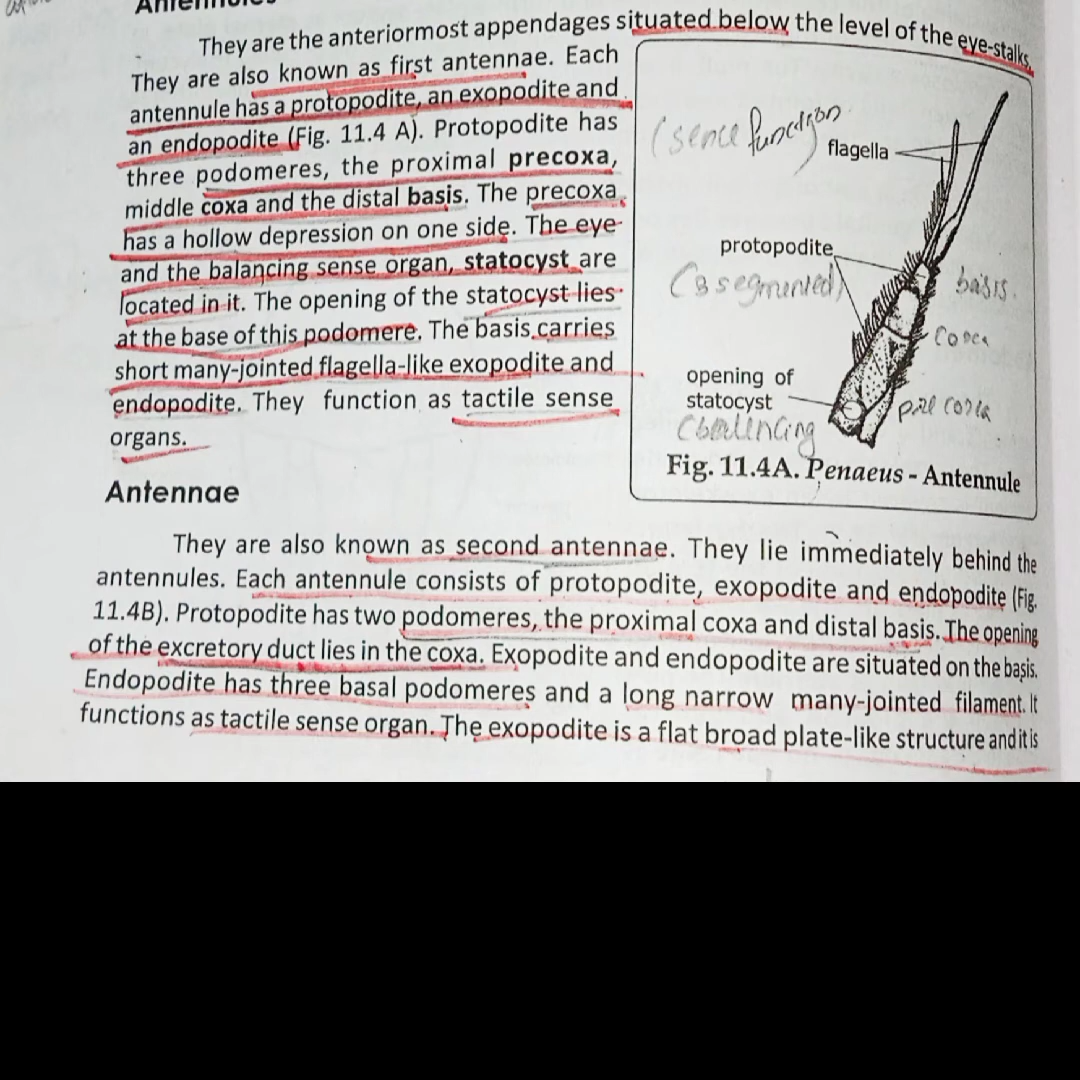 Antennules
They are the anteriormost appendages situated below the level of the eye-stalks.
They are also known as first antennae. Each
antennule has a protopodite, an exopodite and
an endopodite (Fig. 11.4 A). Protopodite has
three podomeres, the proximal precoxa,
middle coxa and the distal basis. The precoxa
has a hollow depression on one side. The eye
and the balancing sense organ, statocyst are
located in it. The opening of the statocyst lies
at the base of this podomere. The basis carries
short many-jointed flagella-like exopodite and
endopodite. They function as tactile sense
organs.
(sence function)
flagella
protopodite
(3 segmented)
basis.
Coxa
opening of
statocyst
pre coxa
(balencing
Fig. 11.4A. Penaeus - Antennule
Antennae
They are also known as second antennae. They lie immediately behind the
antennules. Each antennule consists of protopodite, exopodite and endopodite (Fig.
11.4B). Protopodite has two podomeres, the proximal coxa and distal basis. The opening
of the excretory duct lies in the coxa. Exopodite and endopodite are situated on the basis.
Endopodite has three basal podomeres and a long narrow many-jointed filament. It
functions as tactile sense organ. The exopodite is a flat broad plate-like structure and it is